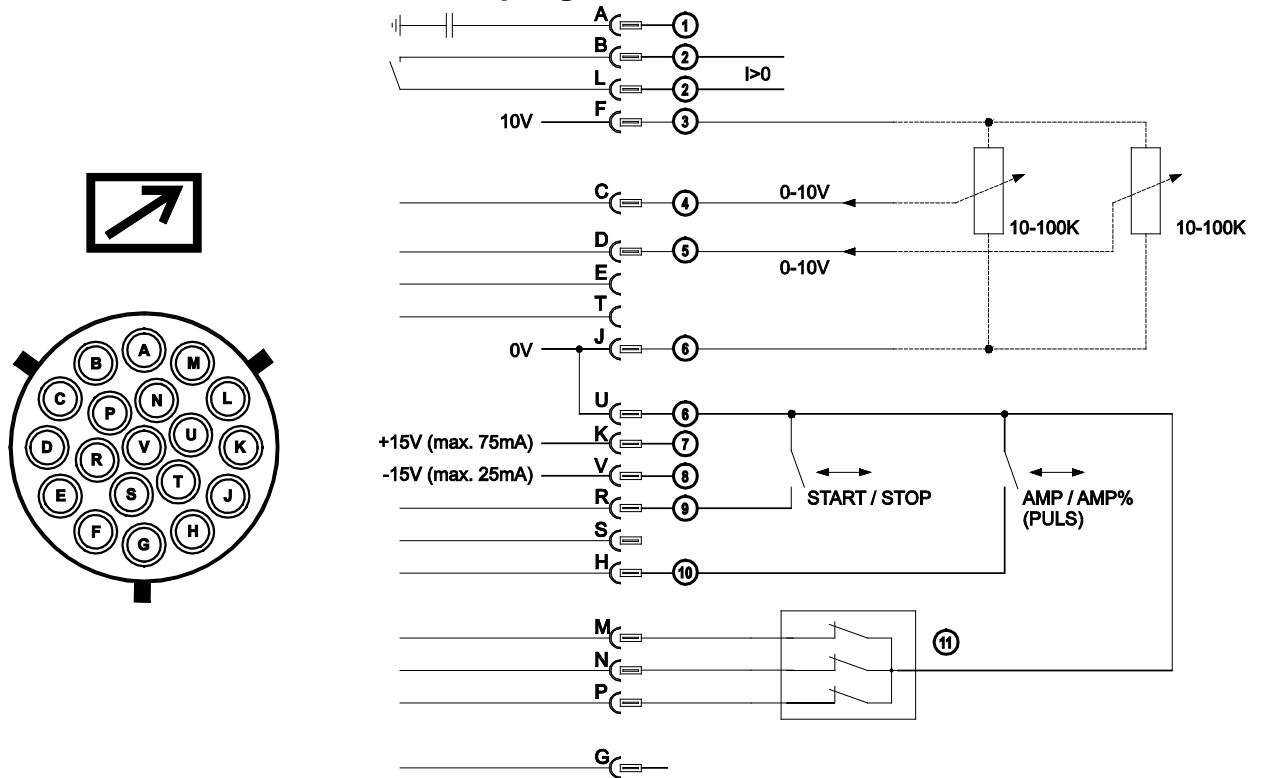 A 1
B 2
I>0
L 2
F
10V 3
C 4 0-10V
10-100K 10-100K
D 5
0-10V
E
T
J
0V 6
U 6
+15V (max. 75mA) K 7
-15V (max. 25mA) V 8
R 9 START / STOP AMP / AMP%
(PULS)
S
H 10
M 11
N
P
G
A
B M
C P N L
D R V U K
E S T J
F G H